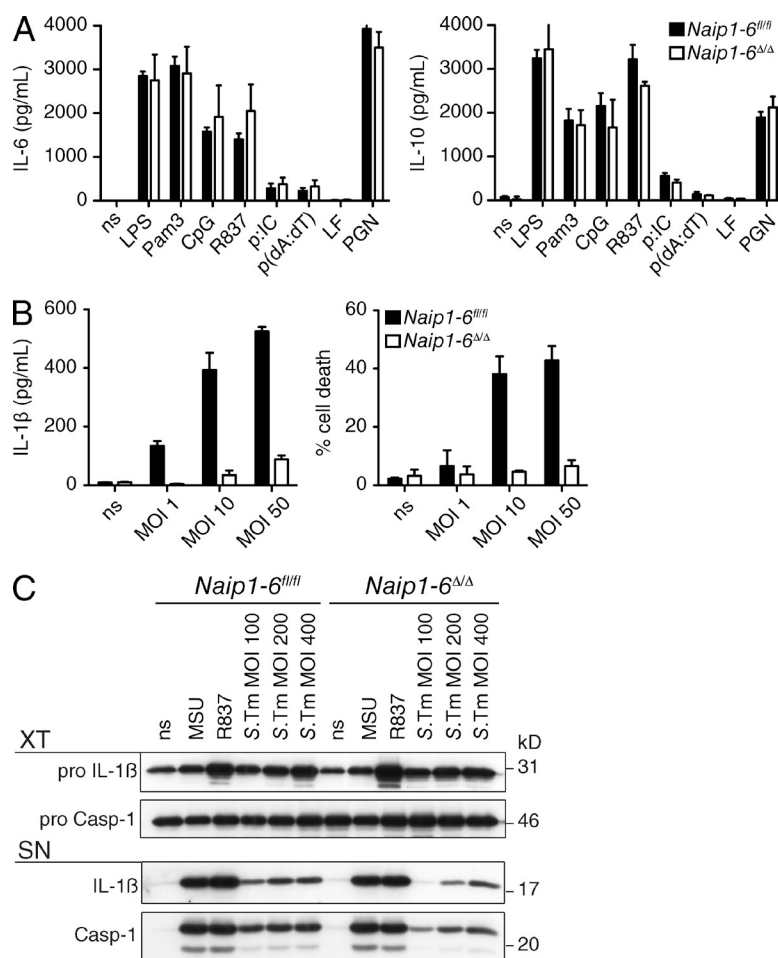 A
IL-6 (pg/mL)
4000
3000
2000
1000
0
ns
LPS
Pam3
CpG
R837
p:IC
p(dA:dT)
LF
PGN
IL-10 (pg/mL)
4000
3000
2000
1000
0
ns
LPS
Pam3
CpG
R837
p:IC
p(dA:dT)
LF
PGN
Naip1-6fl/fl
Naip1-6Δ/Δ
B
IL-1β (pg/mL)
600
400
200
0
ns
MOI 1
MOI 10
MOI 50
% cell death
60
40
20
0
ns
MOI 1
MOI 10
MOI 50
Naip1-6fl/fl
Naip1-6Δ/Δ
C
Naip1-6fl/fl Naip1-6Δ/Δ
ns
MSU
R837
S.Tm MOI 100
S.Tm MOI 200
S.Tm MOI 400
ns
MSU
R837
S.Tm MOI 100
S.Tm MOI 200
S.Tm MOI 400
XT kD
pro IL-1ß 31
pro Casp-1 46
SN
IL-1ß 17
Casp-1 20